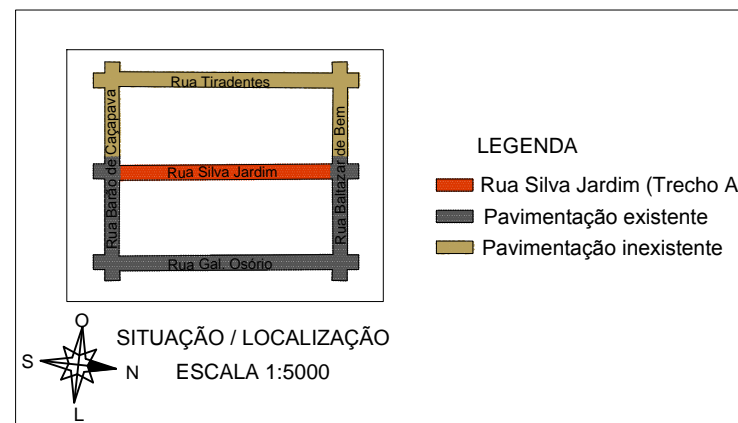 Rua Tiradentes
Rua Barão de Caçapava
Rua Baltazar de Bem
Rua Silva Jardim
Rua Gal. Osório
LEGENDA
Rua Silva Jardim (Trecho A
Pavimentação existente
Pavimentação inexistente
O
S
N
L
SITUAÇÃO / LOCALIZAÇÃO
ESCALA 1:5000